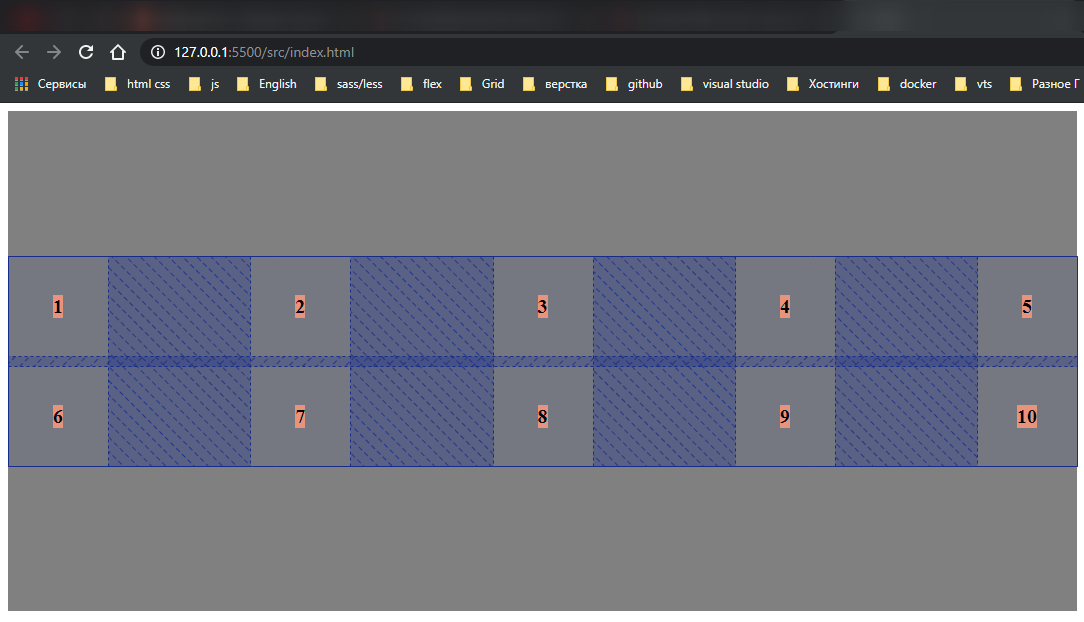 127.0.0.1:5500/src/index.html
Сервисы html css js English sass/less flex Grid верстка github visual studio Хостинги docker vts Разное Г
1 2 3 4 5
6 7 8 9 10